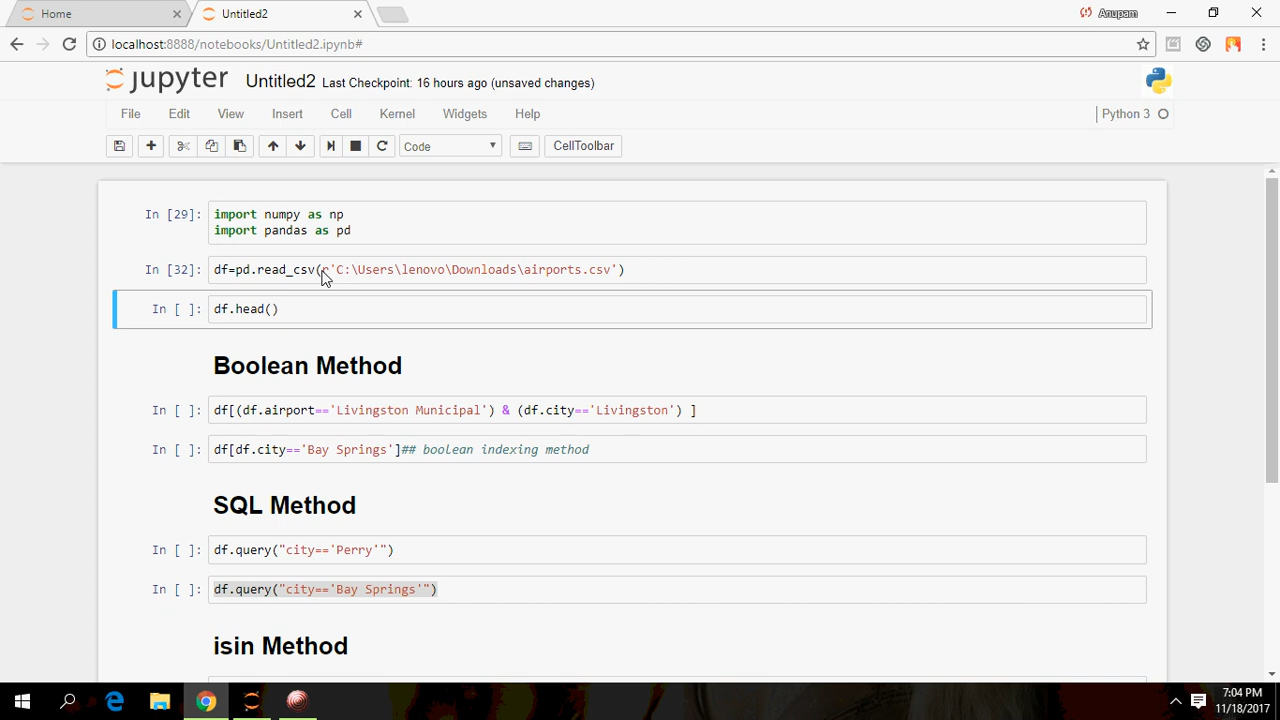 Home
Untitled2
Anupam
localhost:8888/notebooks/Untitled2.ipynb#
jupyter Untitled2 Last Checkpoint: 16 hours ago (unsaved changes)
File Edit View Insert Cell Kernel Widgets Help
Python 3
Code
CellToolbar
In [29]: import numpy as np
import pandas as pd
In [32]: df=pd.read_csv(r'C:\Users\lenovo\Downloads\airports.csv')
In [ ]: df.head()
Boolean Method
In [ ]: df[(df.airport=='Livingston Municipal') & (df.city=='Livingston') ]
In [ ]: df[df.city=='Bay Springs']## boolean indexing method
SQL Method
In [ ]: df.query("city=='Perry'")
In [ ]: df.query("city=='Bay Springs'")
isin Method
7:04 PM
11/18/2017